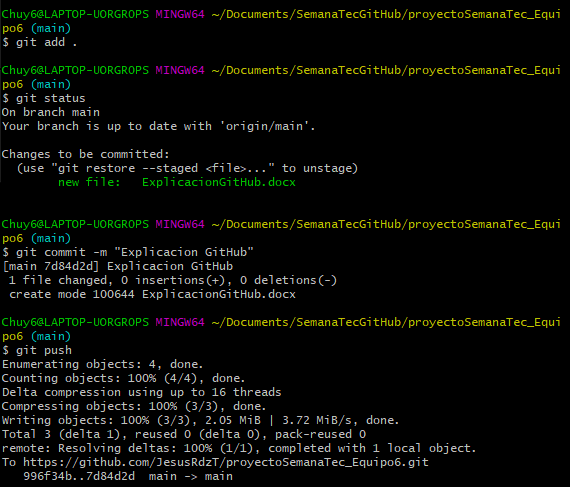 Chuy6@LAPTOP-UORGROPS MINGW64 ~/Documents/SemanaTecGitHub/proyectoSemanaTec_Equi
po6 (main)
$ git add .
Chuy6@LAPTOP-UORGROPS MINGW64 ~/Documents/SemanaTecGitHub/proyectoSemanaTec_Equi
po6 (main)
$ git status
On branch main
Your branch is up to date with 'origin/main'.
Changes to be committed:
  (use "git restore --staged <file>..." to unstage)
        new file:   ExplicacionGitHub.docx
Chuy6@LAPTOP-UORGROPS MINGW64 ~/Documents/SemanaTecGitHub/proyectoSemanaTec_Equi
po6 (main)
$ git commit -m "Explicacion GitHub"
[main 7d84d2d] Explicacion GitHub
 1 file changed, 0 insertions(+), 0 deletions(-)
 create mode 100644 ExplicacionGitHub.docx
Chuy6@LAPTOP-UORGROPS MINGW64 ~/Documents/SemanaTecGitHub/proyectoSemanaTec_Equi
po6 (main)
$ git push
Enumerating objects: 4, done.
Counting objects: 100% (4/4), done.
Delta compression using up to 16 threads
Compressing objects: 100% (3/3), done.
Writing objects: 100% (3/3), 2.05 MiB | 3.72 MiB/s, done.
Total 3 (delta 1), reused 0 (delta 0), pack-reused 0
remote: Resolving deltas: 100% (1/1), completed with 1 local object.
To https://github.com/JesusRdzT/proyectoSemanaTec_Equipo6.git
   996f34b..7d84d2d  main -> main